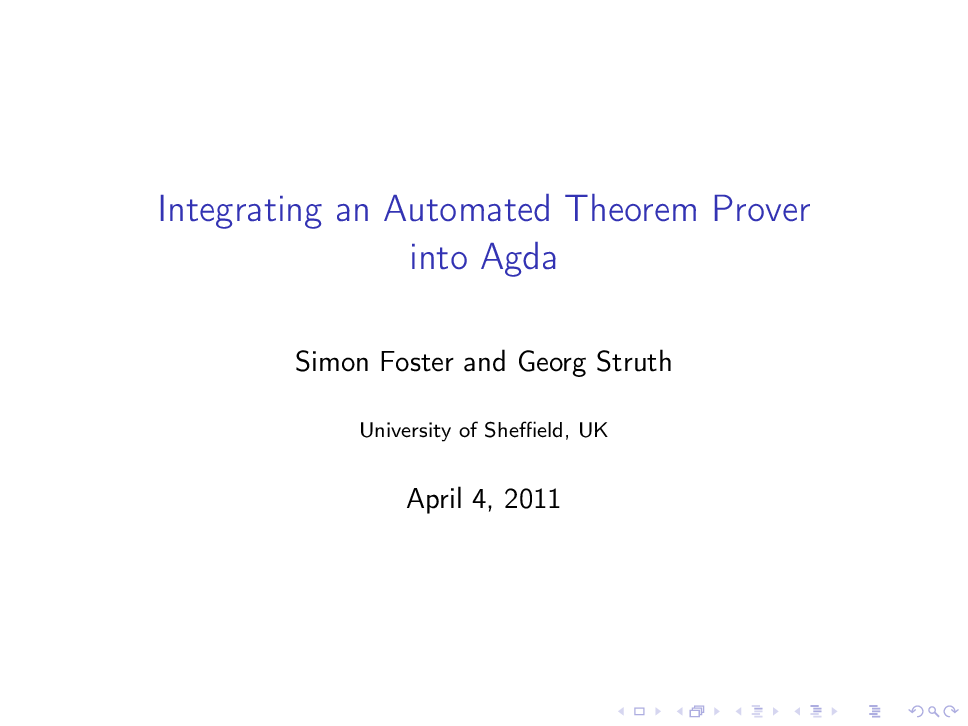 Integrating an Automated Theorem Prover
into Agda
Simon Foster and Georg Struth
University of Sheffield, UK
April 4, 2011